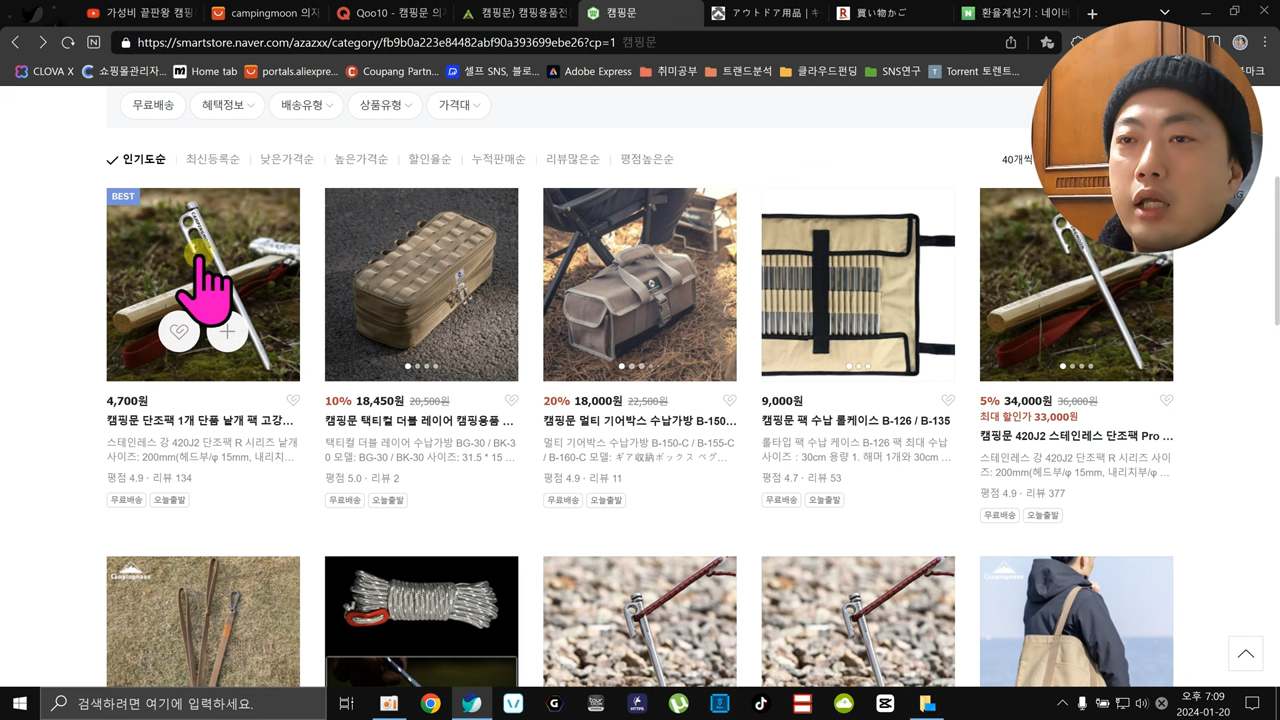 가성비 끝판왕 캠핑
campingmoon 의자
Qoo10 - 캠핑문 의기
캠핑문) 캠핑용품전
캠핑문
アウトドア用品 | キ
買い物かご
환율계산기 : 네이버
https://smartstore.naver.com/azazxx/category/fb9b0a223e84482abf90a393699ebe26?cp=1 캠핑문
CLOVA X
쇼핑몰관리자...
Home tab
portals.aliexpre...
Coupang Partn...
셀프 SNS, 블로...
Adobe Express
취미공부
트랜드분석
클라우드펀딩
SNS연구
Torrent 토렌트...
북마크
무료배송
혜택정보
배송유형
상품유형
가격대
인기도순
최신등록순
낮은가격순
높은가격순
할인율순
누적판매순
리뷰많은순
평점높은순
40개씩
BEST
4,700원
캠핑문 단조팩 1개 단품 낱개 팩 고강...
스테인레스 강 420J2 단조팩 R 시리즈 낱개
사이즈: 200mm(헤드부/φ 15mm, 내리치...
평점 4.9 · 리뷰 134
무료배송
오늘출발
10% 18,450원 20,500원
캠핑문 택티컬 더블 레이어 캠핑용품 ...
택티컬 더블 레이어 수납가방 BG-30 / BK-3
0 모델: BG-30 / BK-30 사이즈: 31.5 * 15 ...
평점 5.0 · 리뷰 2
무료배송
오늘출발
20% 18,000원 22,500원
캠핑문 멀티 기어박스 수납가방 B-150...
멀티 기어박스 수납가방 B-150-C / B-155-C
/ B-160-C 모델: ギア収納ボックス ペグ...
평점 4.9 · 리뷰 11
무료배송
오늘출발
9,000원
캠핑문 팩 수납 롤케이스 B-126 / B-135
롤타입 팩 수납 케이스 B-126 팩 최대 수납
사이즈 : 30cm 용량 1. 해머 1개와 30cm ...
평점 4.7 · 리뷰 53
무료배송
오늘출발
5% 34,000원 36,000원
최대 할인가 33,000원
캠핑문 420J2 스테인레스 단조팩 Pro ...
스테인레스 강 420J2 단조팩 R 시리즈 사이
즈: 200mm(헤드부/φ 15mm, 내리치부/φ ...
평점 4.9 · 리뷰 377
무료배송
오늘출발
Campingmoon
Campingmoon
검색하려면 여기에 입력하세요.
오후 7:09
2024-01-20